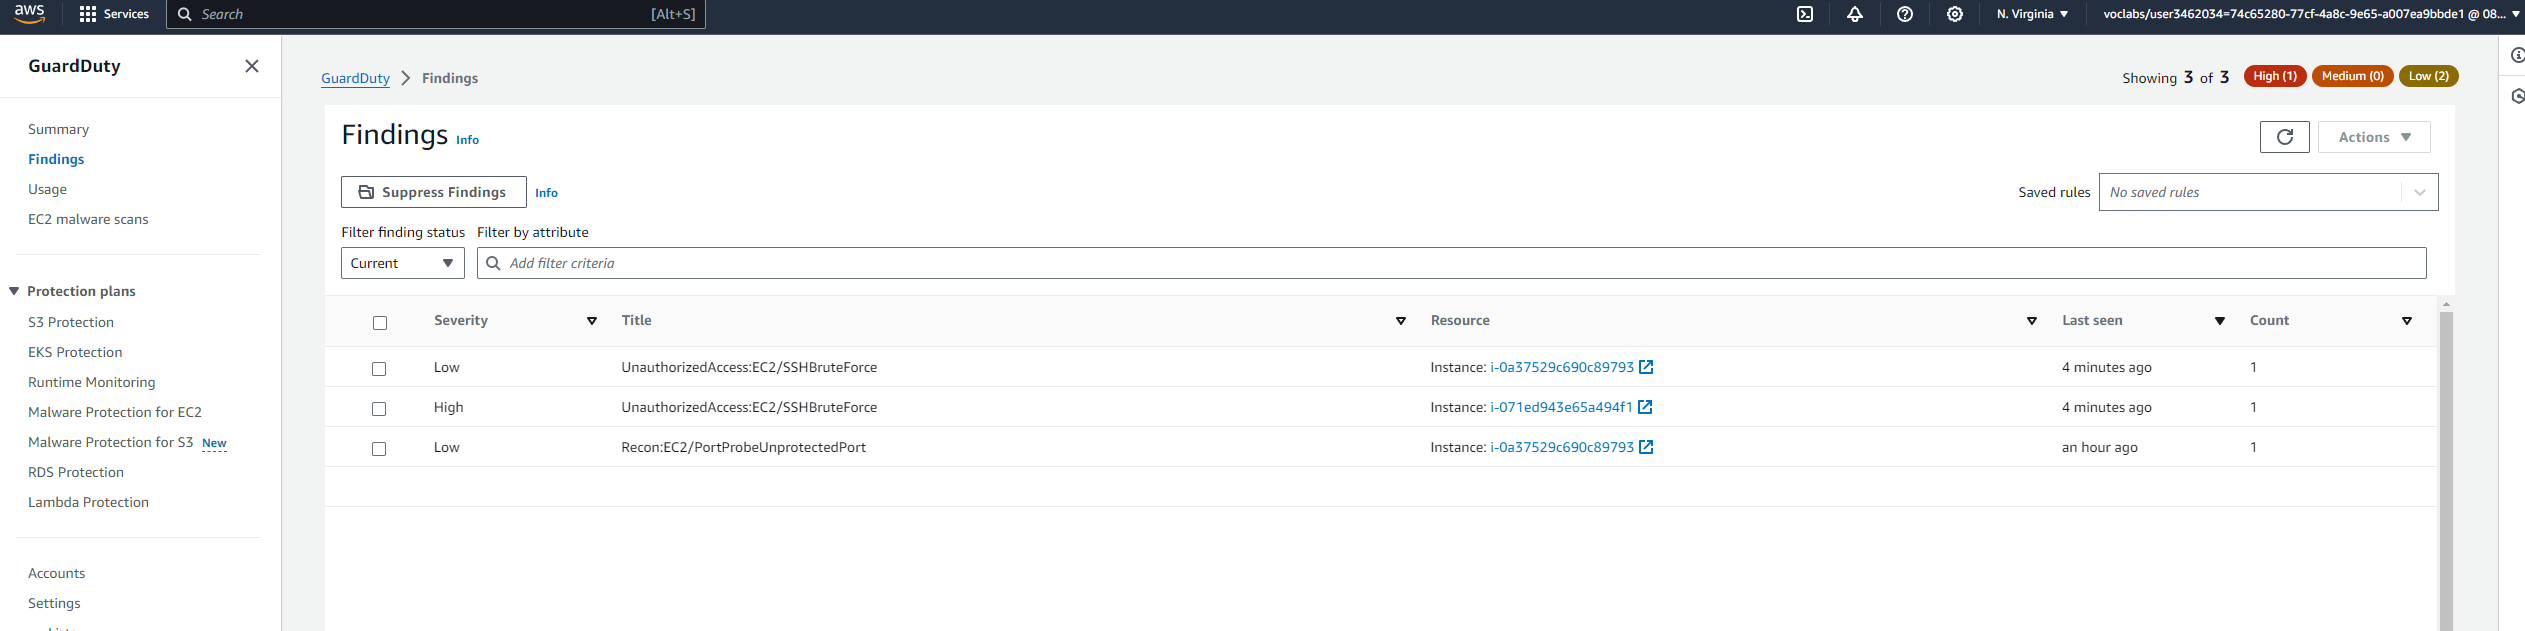 aws
Services
Search
[Alt+S]
N. Virginia
voclabs/user3462034=74c65280-77cf-4a8c-9e65-a007ea9bbde1 @ 08...
GuardDuty
Summary
Findings
Usage
EC2 malware scans
Protection plans
S3 Protection
EKS Protection
Runtime Monitoring
Malware Protection for EC2
Malware Protection for S3 New
RDS Protection
Lambda Protection
Accounts
Settings
GuardDuty > Findings
Showing 3 of 3 High (1) Medium (0) Low (2)
Findings Info
Actions
Suppress Findings Info
Saved rules No saved rules
Filter finding status Filter by attribute
Current Add filter criteria
Severity Title Resource Last seen Count
Low UnauthorizedAccess:EC2/SSHBruteForce Instance: i-0a37529c690c89793 4 minutes ago 1
High UnauthorizedAccess:EC2/SSHBruteForce Instance: i-071ed943e65a494f1 4 minutes ago 1
Low Recon:EC2/PortProbeUnprotectedPort Instance: i-0a37529c690c89793 an hour ago 1